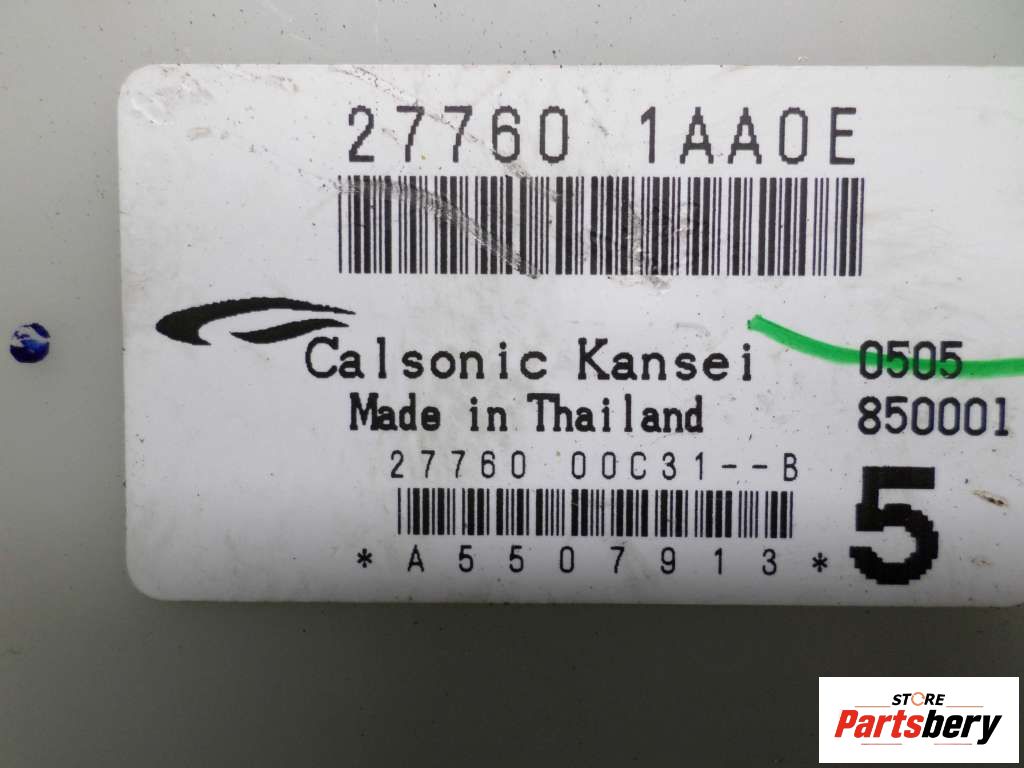 27760 1AA0E
Calsonic Kansei 0505
Made in Thailand 850001
27760 00C31--B
5
*A5507913*
STORE
Partsbery